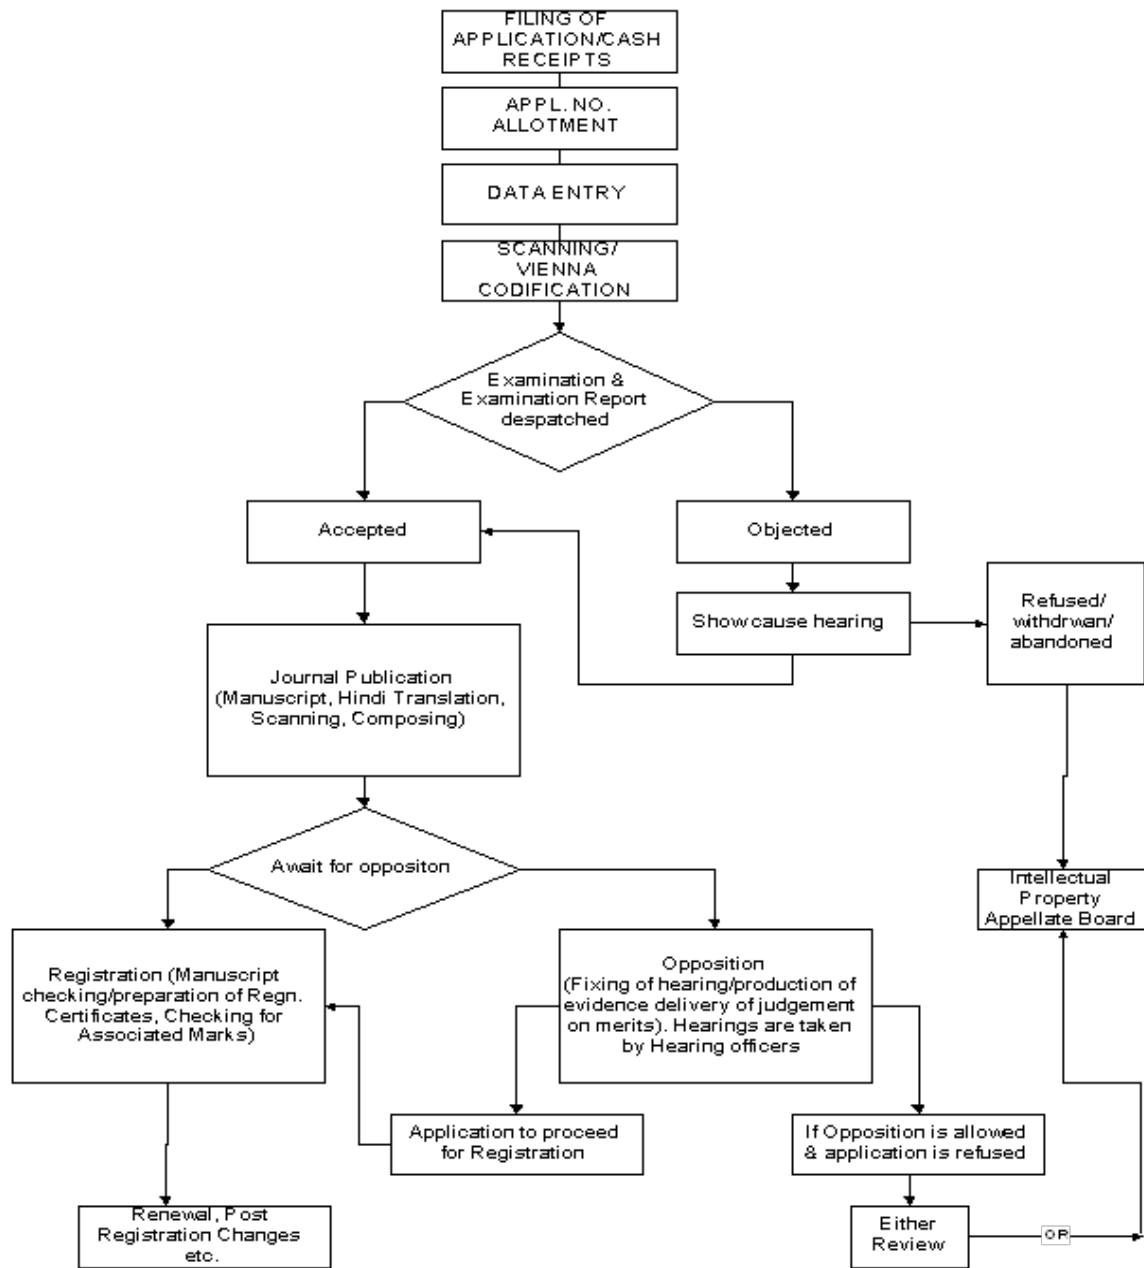 FILING OF
APPLICATION/CASH
RECEIPTS
APPL. NO.
ALLOTMENT
DATA ENTRY
SCANNING/
VIENNA
CODIFICATION
Examination &
Examination Report
despatched
Accepted
Objected
Show cause hearing
Refused/
withdrwan/
abandoned
Journal Publication
(Manuscript, Hindi Translation,
Scanning, Composing)
Await for oppositon
Intellectual
Property
Appellate Board
Registration (Manuscript
checking/preparation of Regn.
Certificates, Checking for
Associated Marks)
Opposition
(Fixing of hearing/production of
evidence delivery of judgement
on merits). Hearings are taken
by Hearing officers
Application to proceed
for Registration
If Opposition is allowed
& application is refused
Renewal, Post
Registration Changes
etc.
Either
Review
OR